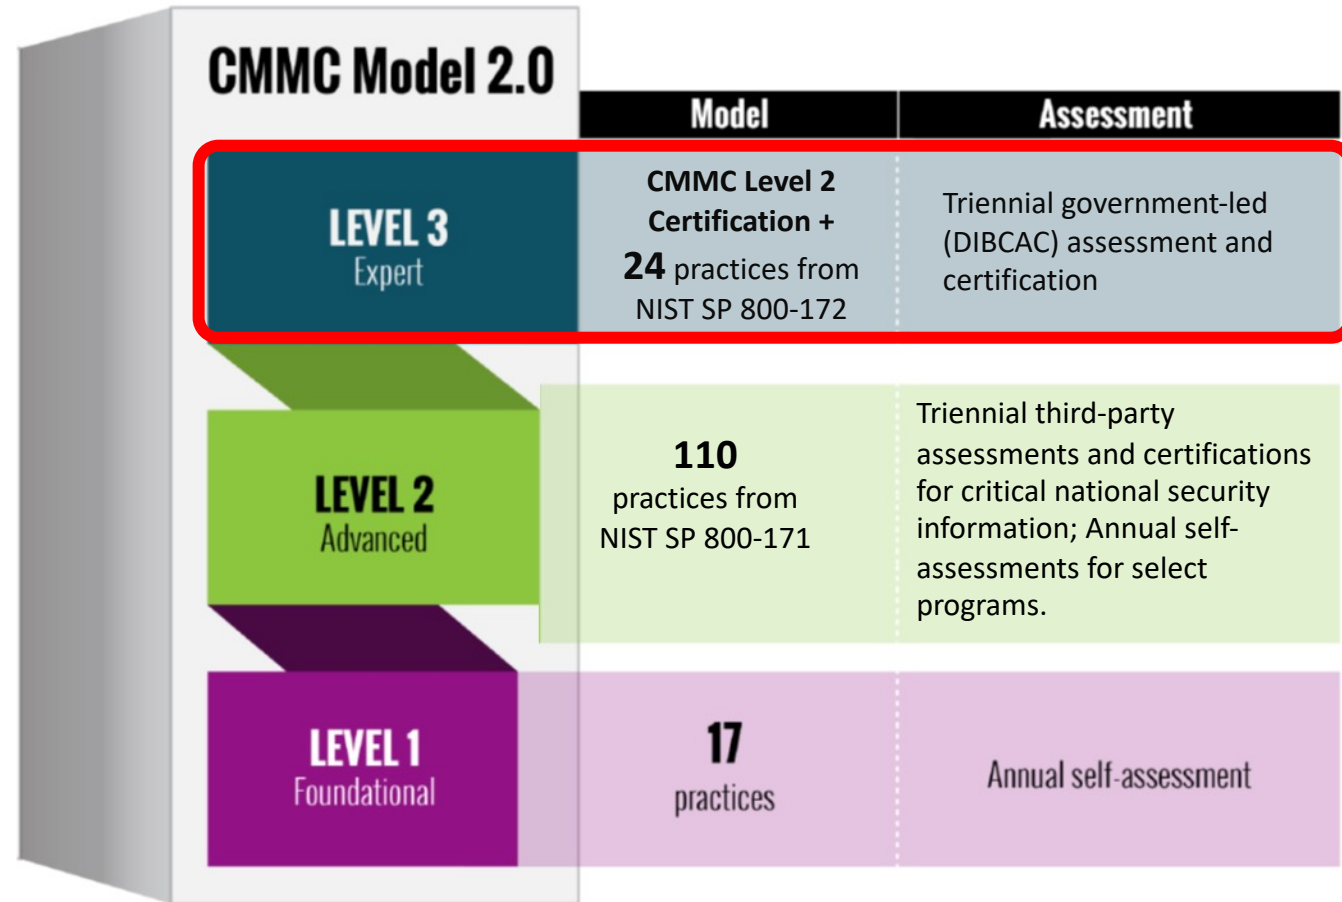 CMMC Model 2.0
Model
Assessment
LEVEL 3
Expert
CMMC Level 2
Certification +
24 practices from
NIST SP 800-172
Triennial government-led
(DIBCAC) assessment and
certification
LEVEL 2
Advanced
110
practices from
NIST SP 800-171
Triennial third-party
assessments and certifications
for critical national security
information; Annual self-
assessments for select
programs.
LEVEL 1
Foundational
17
practices
Annual self-assessment